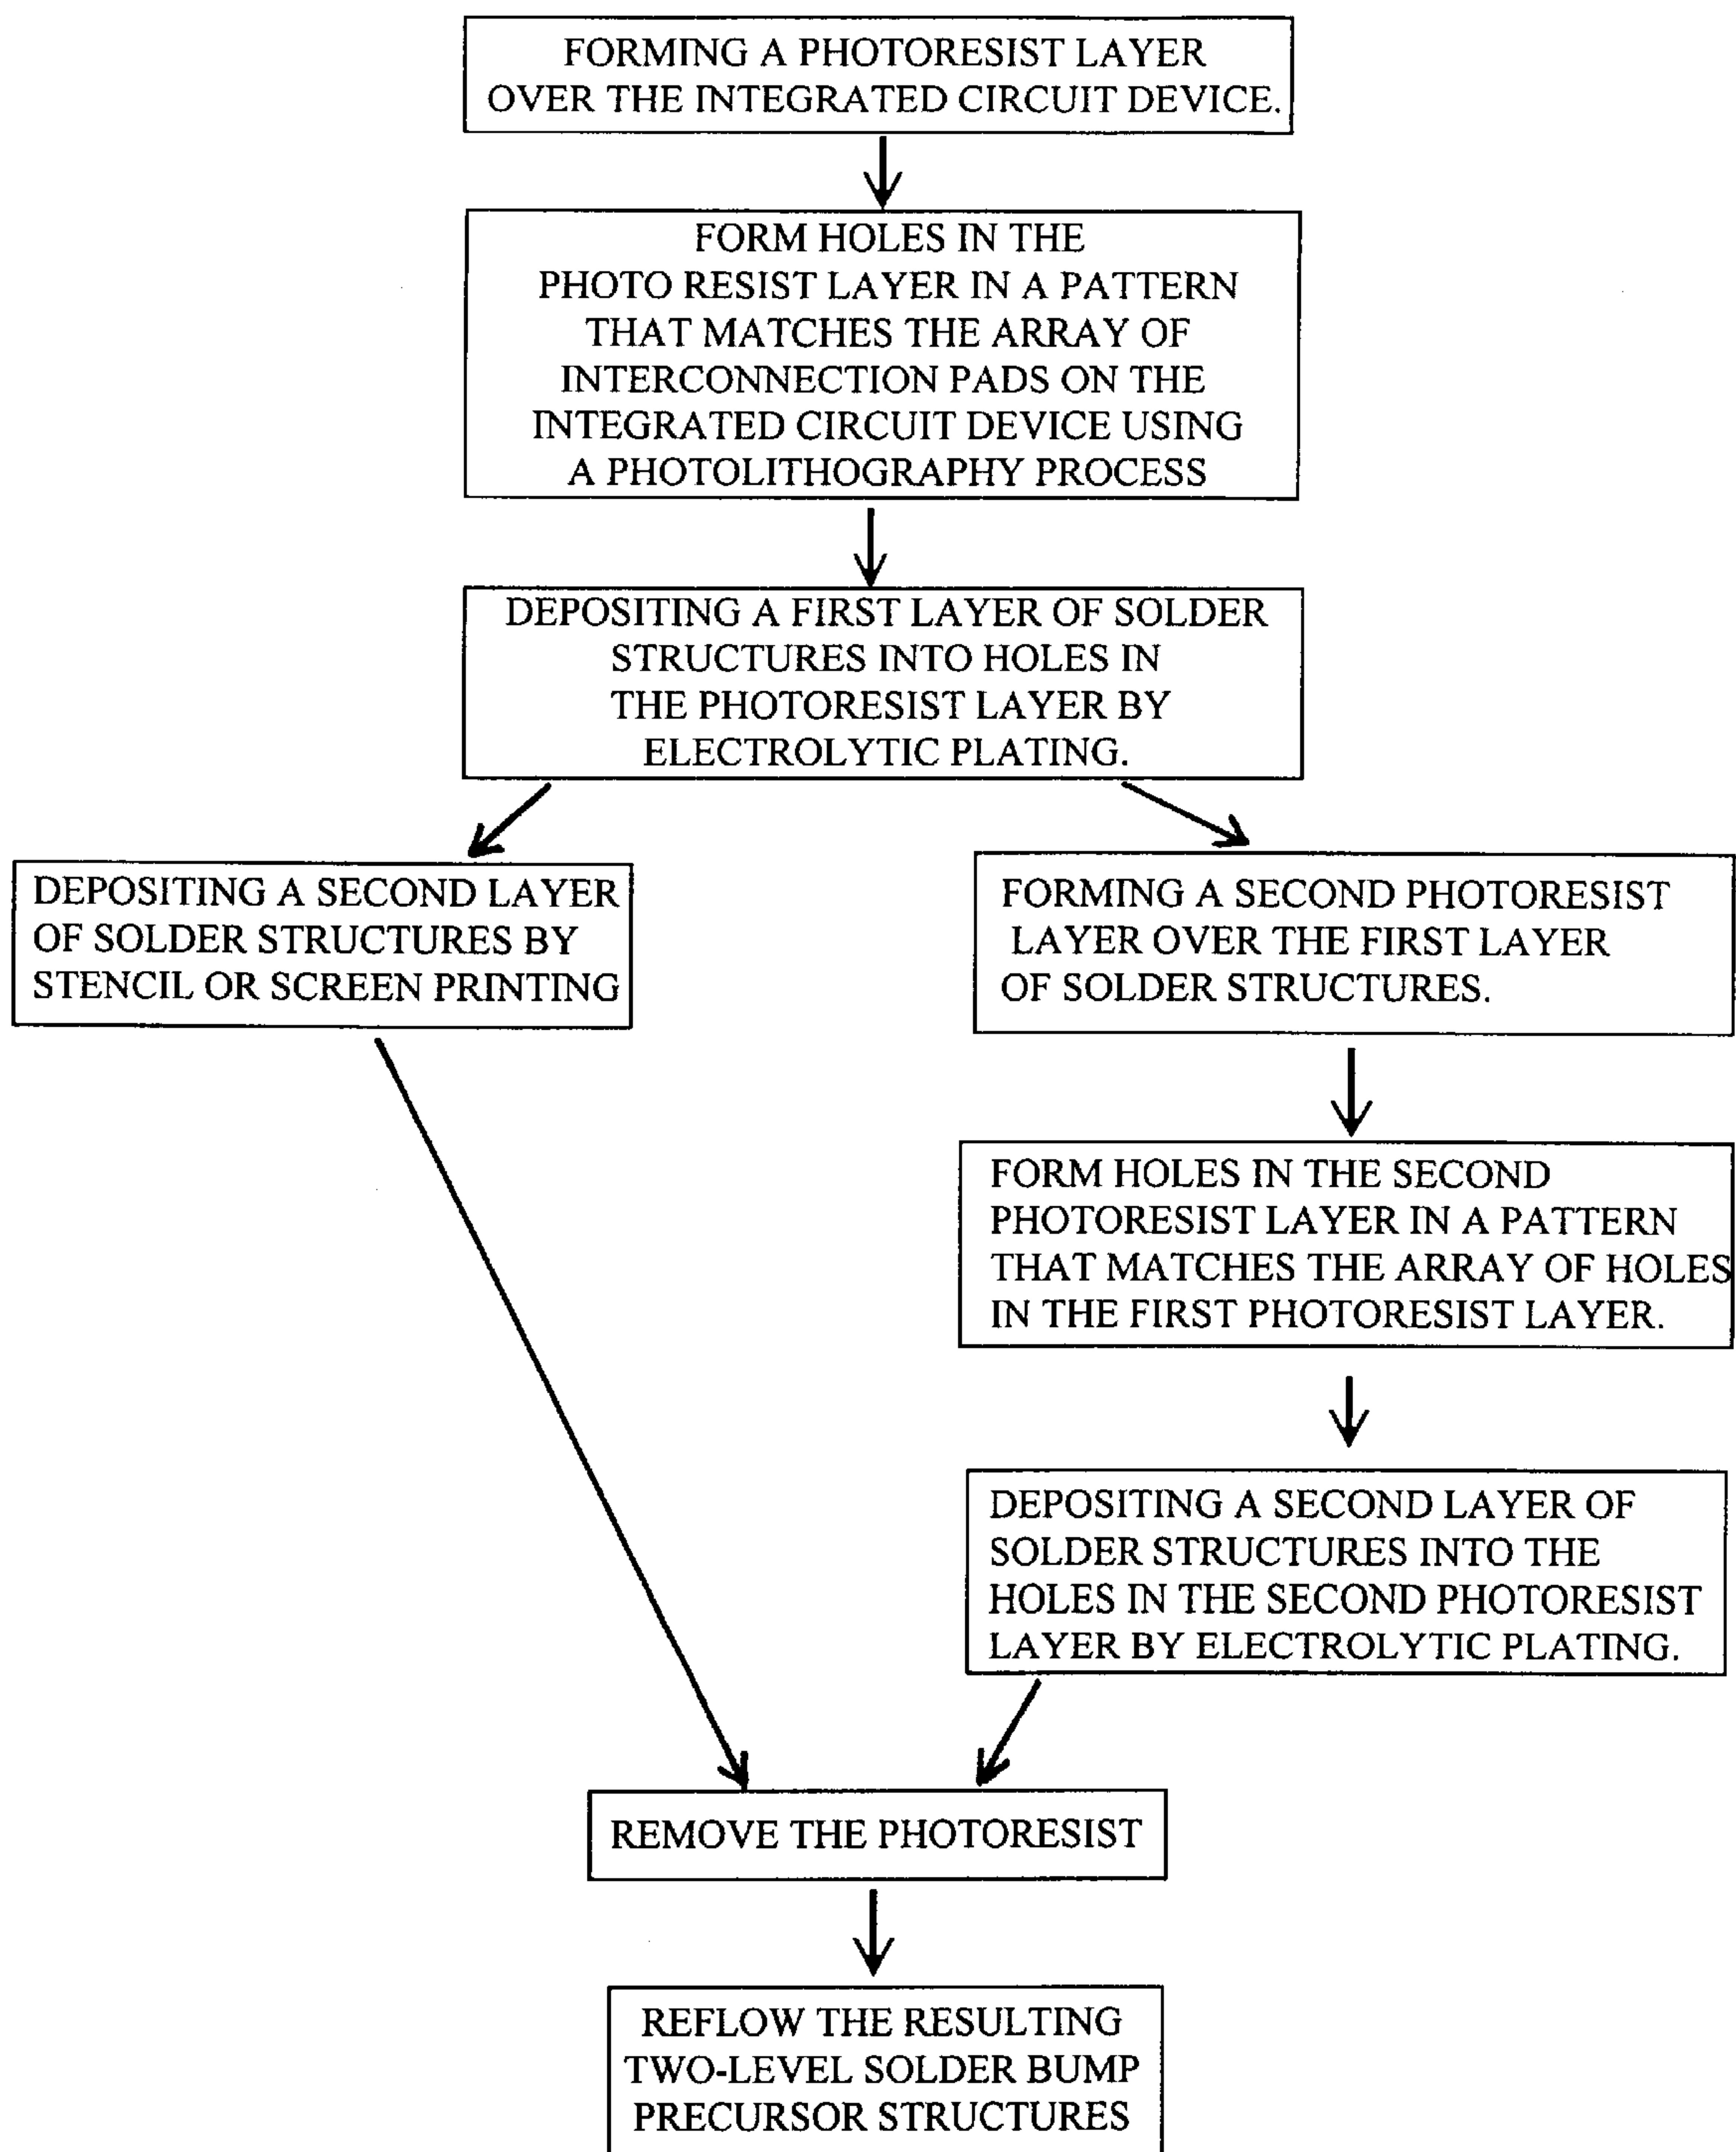 FORMING A PHOTORESIST LAYER
OVER THE INTEGRATED CIRCUIT DEVICE.
FORM HOLES IN THE
PHOTO RESIST LAYER IN A PATTERN
THAT MATCHES THE ARRAY OF
INTERCONNECTION PADS ON THE
INTEGRATED CIRCUIT DEVICE USING
A PHOTOLITHOGRAPHY PROCESS
DEPOSITING A FIRST LAYER OF SOLDER
STRUCTURES INTO HOLES IN
THE PHOTORESIST LAYER BY
ELECTROLYTIC PLATING.
DEPOSITING A SECOND LAYER
OF SOLDER STRUCTURES BY
STENCIL OR SCREEN PRINTING
FORMING A SECOND PHOTORESIST
LAYER OVER THE FIRST LAYER
OF SOLDER STRUCTURES.
FORM HOLES IN THE SECOND
PHOTORESIST LAYER IN A PATTERN
THAT MATCHES THE ARRAY OF HOLES
IN THE FIRST PHOTORESIST LAYER.
DEPOSITING A SECOND LAYER OF
SOLDER STRUCTURES INTO THE
HOLES IN THE SECOND PHOTORESIST
LAYER BY ELECTROLYTIC PLATING.
REMOVE THE PHOTORESIST
REFLOW THE RESULTING
TWO-LEVEL SOLDER BUMP
PRECURSOR STRUCTURES